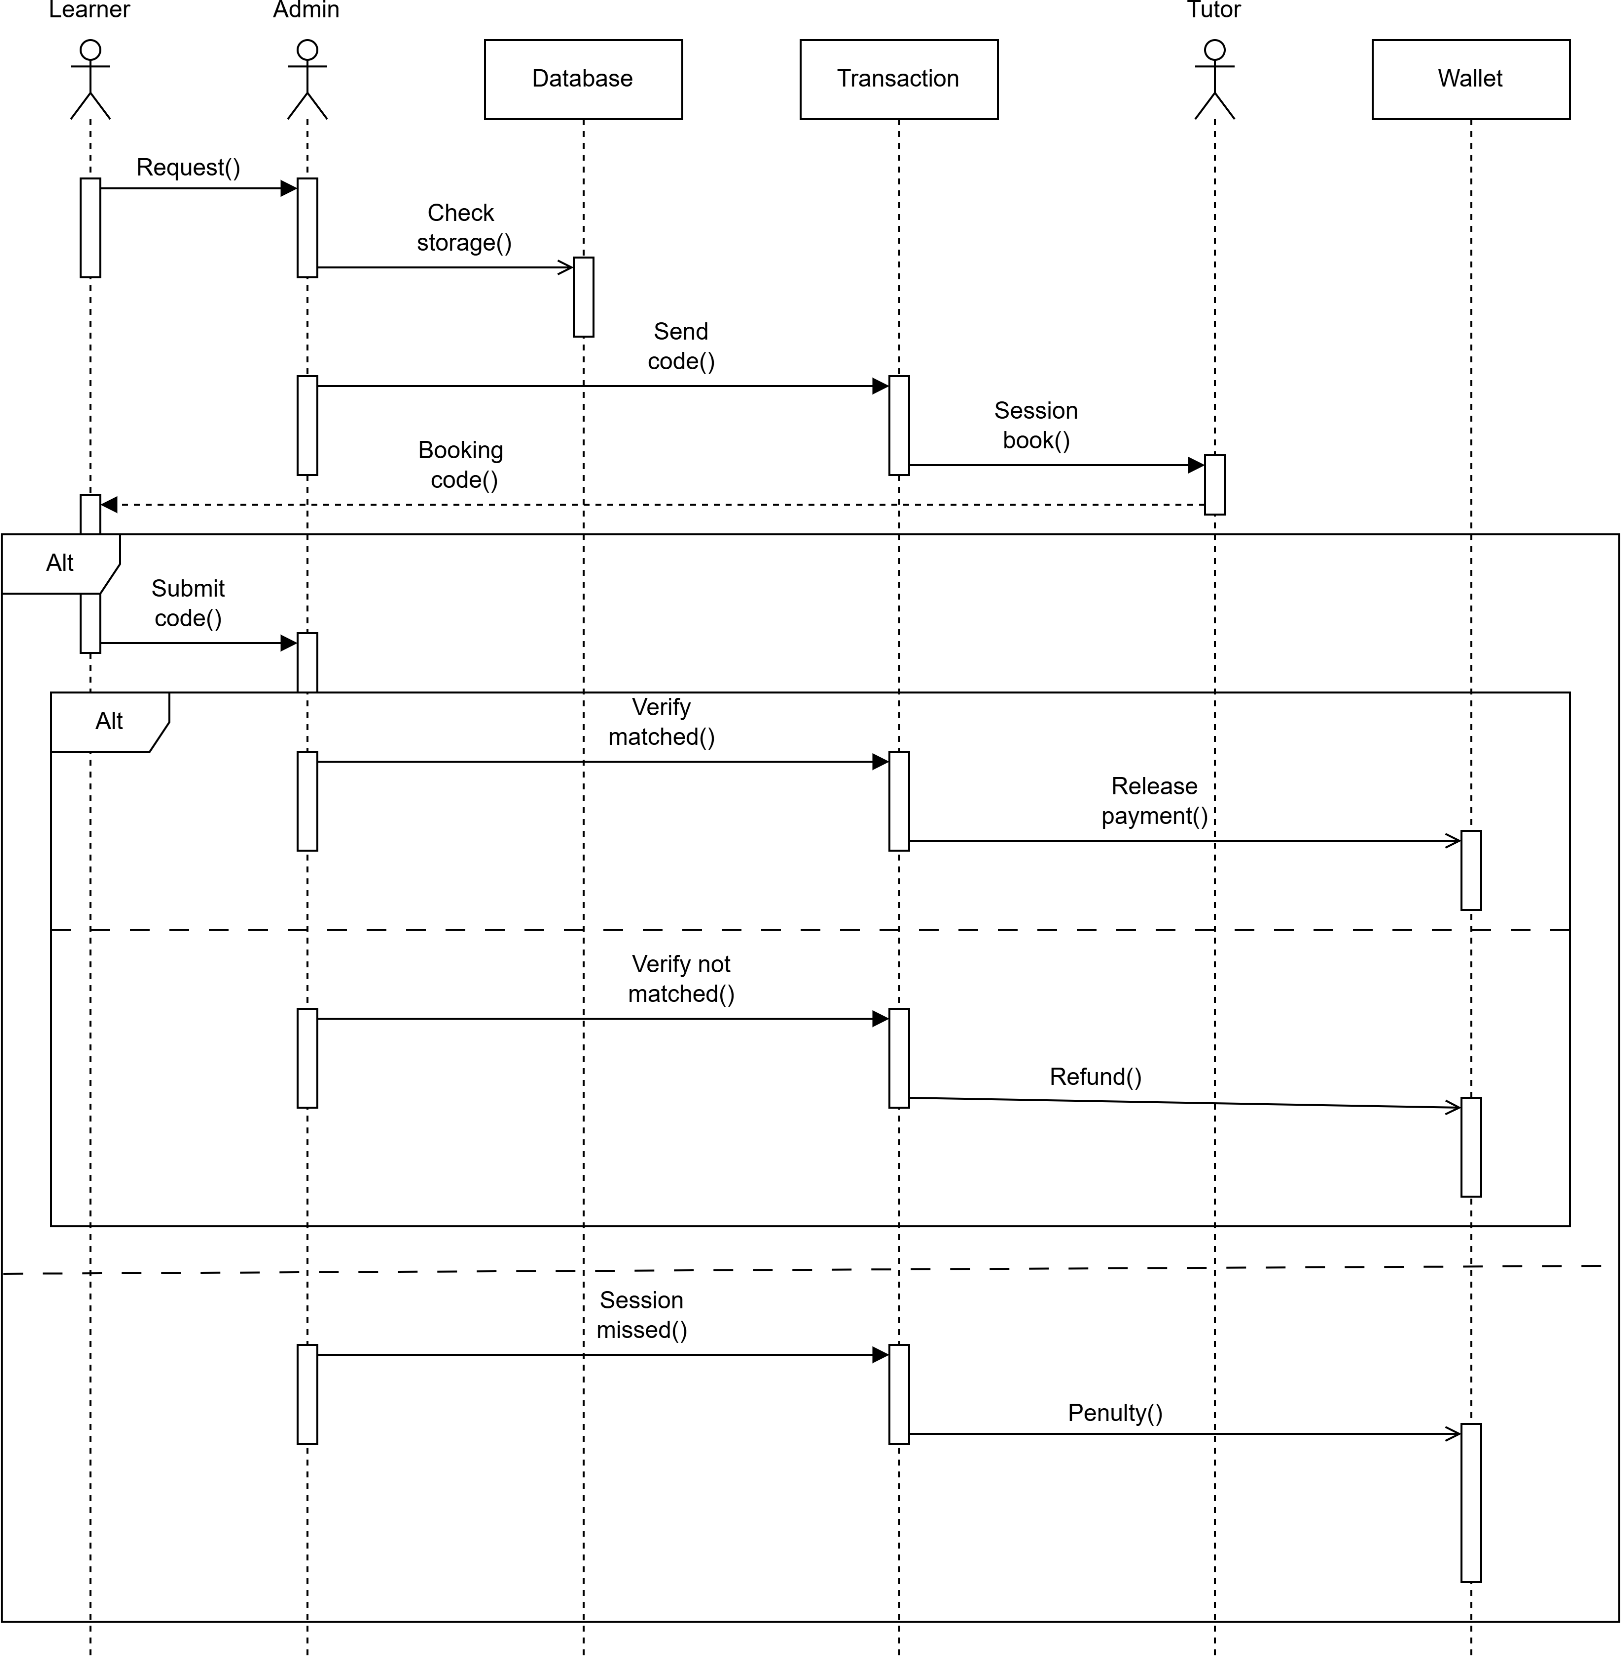 Learner
Admin
Tutor
Database
Transaction
Wallet
Request()
Check
storage()
Send
code()
Session
book()
Booking
code()
Alt
Submit
code()
Alt
Verify
matched()
Release
payment()
Verify not
matched()
Refund()
Session
missed()
Penulty()